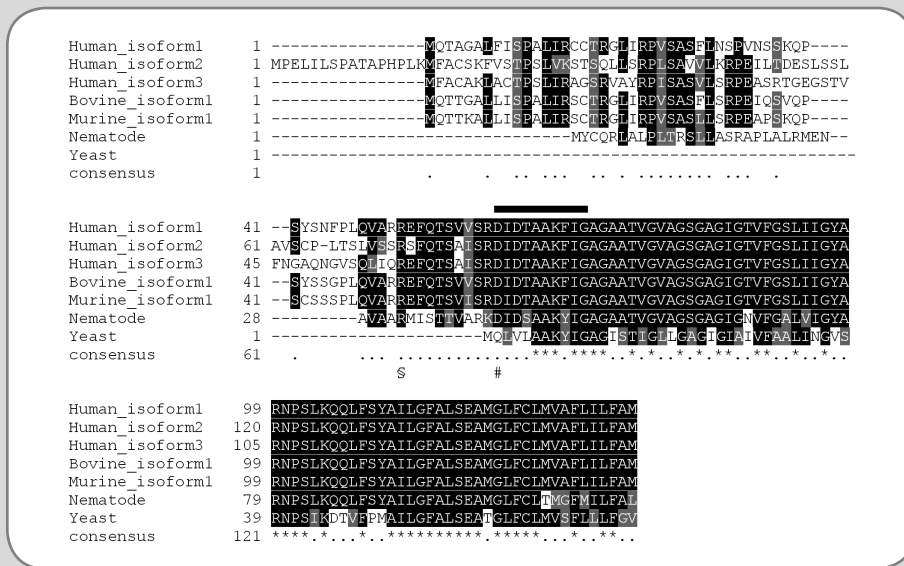 Human_isoform1 1 ----------------MQTAGALFISPALIRCCTRGLIRPVSASFLNSPVNSSKQP----
Human_isoform2 1 MPELILSPATAPHPLKMFACSKFVSTPSLVKSTSQLLSRPLSAVVLKRPEILTDESLSSL
Human_isoform3 1 ----------------MFACAKLACTPSLIRAGSRVAYRPISASVLSRPEASRTGEGSTV
Bovine_isoform1 1 ----------------MQTTGALLISPALIRSCTRGLIRPVSASFLSRPEIQSVQP----
Murine_isoform1 1 ----------------MQTTKALLISPALIRSCTRGLIRPVSASLLSRPEAPSKQP----
Nematode 1 -------------------------------MYCQRLALPLTRSLLASRAPLALRMEN--
Yeast 1 ------------------------------------------------------------
consensus 1 . . .. .. .. . ........ ... .
Human_isoform1 41 --SYSNFPLQVARREFQTSVVSRDIDTAAKFIGAGAATVGVAGSGAGIGTVFGSLIIGYA
Human_isoform2 61 AVSCP-LTSLVSSRSFQTSAISRDIDTAAKFIGAGAATVGVAGSGAGIGTVFGSLIIGYA
Human_isoform3 45 FNGAQNGVSQLIQREFQTSAISRDIDTAAKFIGAGAATVGVAGSGAGIGTVFGSLIIGYA
Bovine_isoform1 41 --SYSSGPLQVARREFQTSVISRDIDTAAKFIGAGAATVGVAGSGAGIGTVFGSLIIGYA
Murine_isoform1 41 --SCSSSPLQVARREFQTSVISRDIDTAAKFIGAGAATVGVAGSGAGIGTVFGSLIIGYA
Nematode 28 ---------AVAARMISTTVARKDIDSAAKYIGAGAATVGVAGSGAGIGNVFGALVIGYA
Yeast 1 ----------------------MQLVLAAKYIGAGISTIGLLGAGIGIAIVFAALINGVS
consensus 61 . ... ..............***.****..*.*..*.*.**..**..*..*..
§ #
Human_isoform1 99 RNPSLKQQLFSYAILGFALSEAMGLFCLMVAFLILFAM
Human_isoform2 120 RNPSLKQQLFSYAILGFALSEAMGLFCLMVAFLILFAM
Human_isoform3 105 RNPSLKQQLFSYAILGFALSEAMGLFCLMVAFLILFAM
Bovine_isoform1 99 RNPSLKQQLFSYAILGFALSEAMGLFCLMVAFLILFAM
Murine_isoform1 99 RNPSLKQQLFSYAILGFALSEAMGLFCLMVAFLILFAM
Nematode 79 RNPSLKQQLFSYAILGFALSEAMGLFCLTMGFMILFAL
Yeast 39 RNPSIKDTVFPMAILGFALSEATGLFCLMVSFLLLFGV
consensus 121 ****.*...*..**********.*****...*..**..